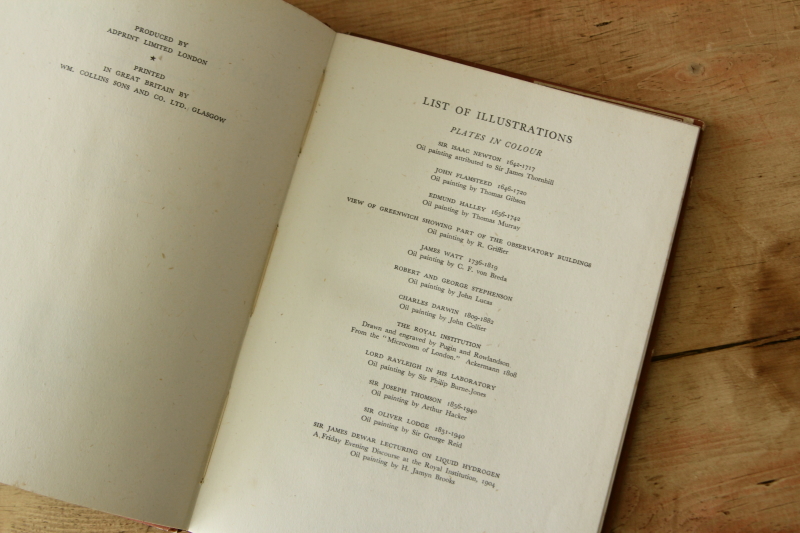 PRODUCED BY
ADPRINT LIMITED LONDON
*
PRINTED
IN GREAT BRITAIN BY
WM. COLLINS SONS AND CO. LTD., GLASGOW
LIST OF ILLUSTRATIONS
PLATES IN COLOUR
SIR ISAAC NEWTON 1642-1717
Oil painting attributed to Sir James Thornhill
JOHN FLAMSTEED 1646-1720
Oil painting by Thomas Gibson
EDMUND HALLEY 1656-1742
Oil painting by Thomas Murray
VIEW OF GREENWICH SHOWING PART OF THE OBSERVATORY BUILDINGS
Oil painting by R. Griffier
JAMES WATT 1736-1819
Oil painting by C. F. von Breda
ROBERT AND GEORGE STEPHENSON
Oil painting by John Lucas
CHARLES DARWIN 1809-1882
Oil painting by John Collier
THE ROYAL INSTITUTION
Drawn and engraved by Pugin and Rowlandson
From the "Microcosm of London." Ackermann 1808
LORD RAYLEIGH IN HIS LABORATORY
Oil painting by Sir Philip Burne-Jones
SIR JOSEPH THOMSON 1856-1940
Oil painting by Arthur Hacker
SIR OLIVER LODGE 1851-1940
Oil painting by Sir George Reid
SIR JAMES DEWAR LECTURING ON LIQUID HYDROGEN
A Friday Evening Discourse at the Royal Institution, 1904
Oil painting by H. Jamyn Brooks